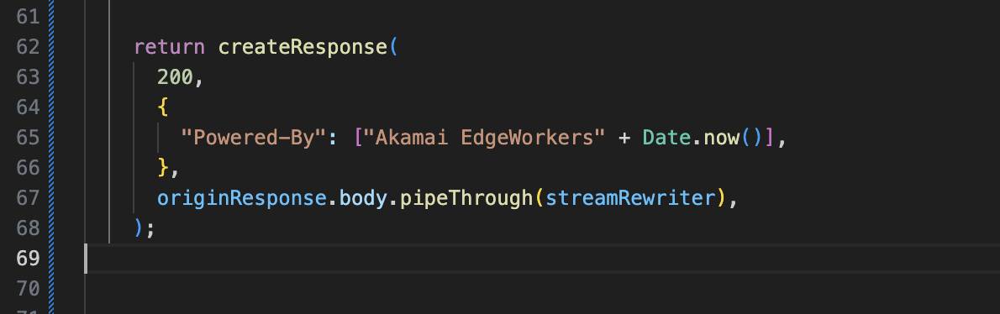 61
62 return createResponse(
63 200,
64 {
65 "Powered-By": ["Akamai EdgeWorkers" + Date.now()],
66 },
67 originResponse.body.pipeThrough(streamRewriter),
68 );
69
70